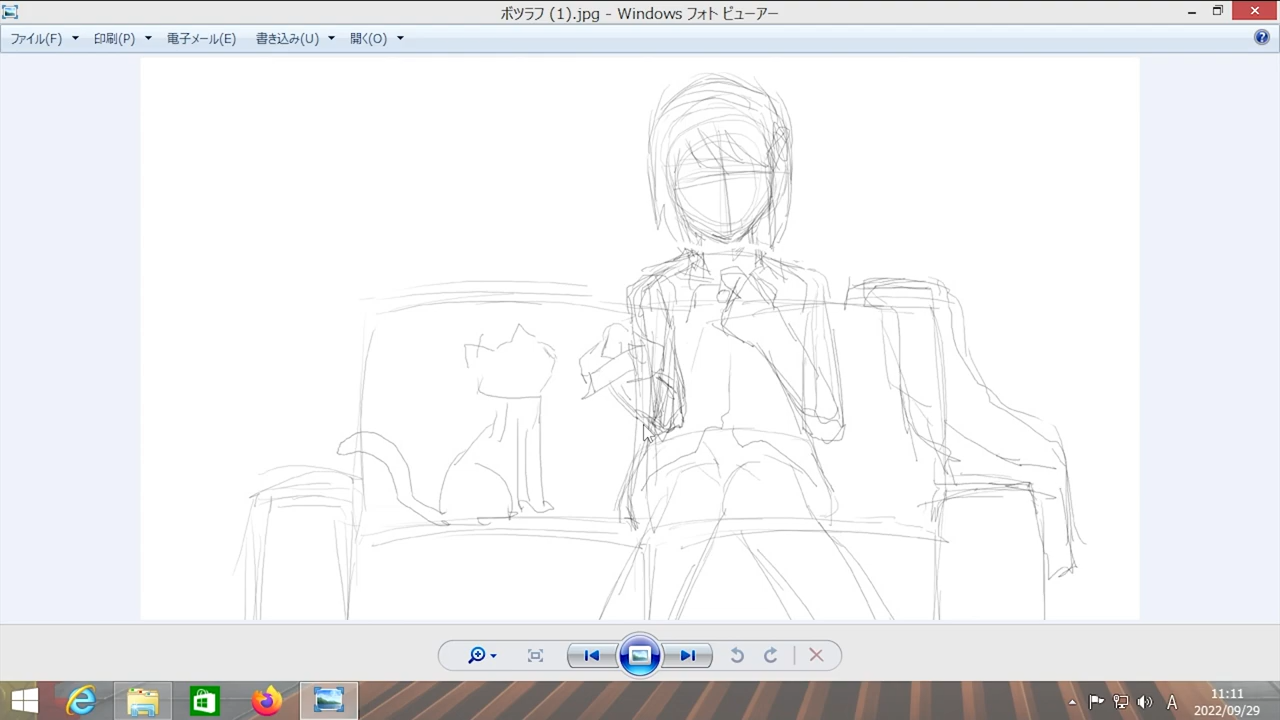 ボツラフ (1).jpg - Windows フォト ビューアー
ファイル(F) 印刷(P) 電子メール(E) 書き込み(U) 開く(O)
A
11:11
2022/09/29